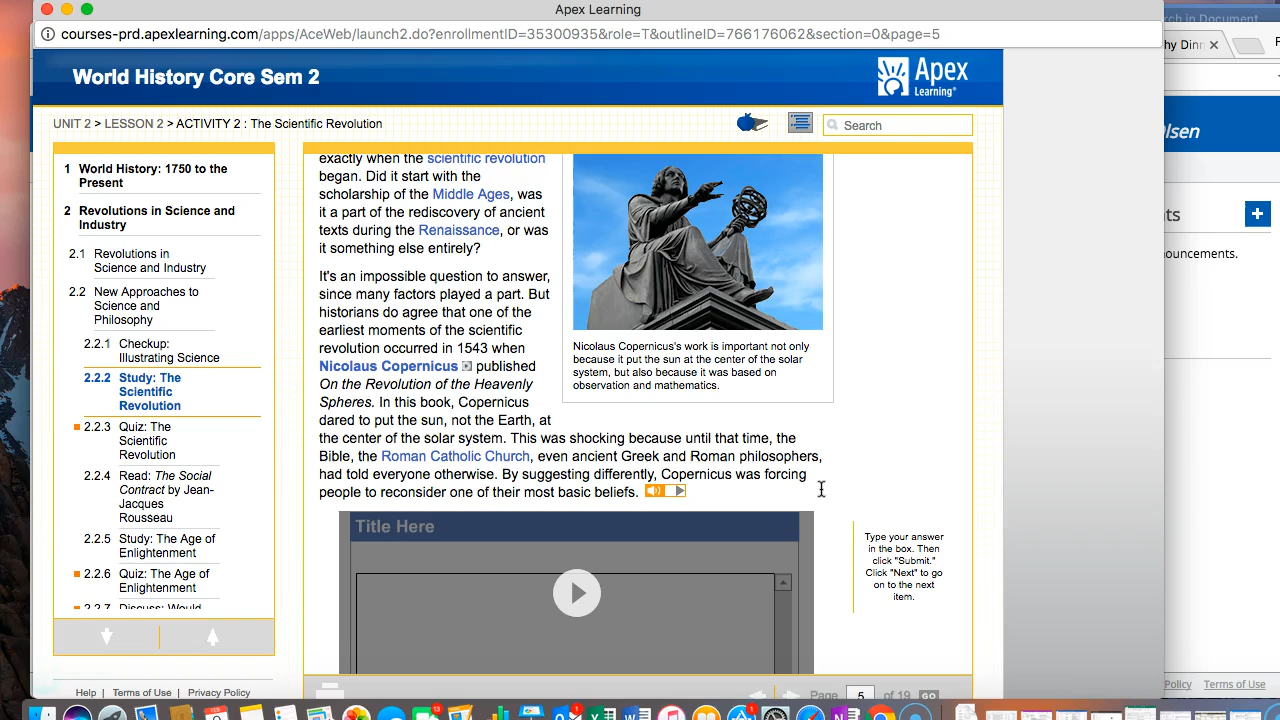 Apex Learning
courses-prd.apexlearning.com/apps/AceWeb/launch2.do?enrolmentID=35300935&role=T&outlineID=766176062&section=0&page=5
rch in Document
hy Dinn
World History Core Sem 2
Apex
Learning®
olsen
UNIT 2 > LESSON 2 > ACTIVITY 2 : The Scientific Revolution
Search
1 World History: 1750 to the
Present
2 Revolutions in Science and
Industry
2.1 Revolutions in
Science and Industry
2.2 New Approaches to
Science and
Philosophy
2.2.1 Checkup:
Illustrating Science
2.2.2 Study: The
Scientific
Revolution
2.2.3 Quiz: The
Scientific
Revolution
2.2.4 Read: The Social
Contract by Jean-
Jacques
Rousseau
2.2.5 Study: The Age of
Enlightenment
2.2.6 Quiz: The Age of
Enlightenment
2.2.7 Discuss: Would
exactly when the scientific revolution
began. Did it start with the
scholarship of the Middle Ages, was
it a part of the rediscovery of ancient
texts during the Renaissance, or was
it something else entirely?
It's an impossible question to answer,
since many factors played a part. But
historians do agree that one of the
earliest moments of the scientific
revolution occurred in 1543 when
Nicolaus Copernicus published
On the Revolution of the Heavenly
Spheres. In this book, Copernicus
dared to put the sun, not the Earth, at
the center of the solar system. This was shocking because until that time, the
Bible, the Roman Catholic Church, even ancient Greek and Roman philosophers,
had told everyone otherwise. By suggesting differently, Copernicus was forcing
people to reconsider one of their most basic beliefs.
Nicolaus Copernicus's work is important not only
because it put the sun at the center of the solar
system, but also because it was based on
observation and mathematics.
Title Here
Type your answer
in the box. Then
click "Submit."
Click "Next" to go
on to the next
item.
nts
nouncements.
Help | Terms of Use | Privacy Policy
Page 5 of 19 GO
Policy Terms of Use